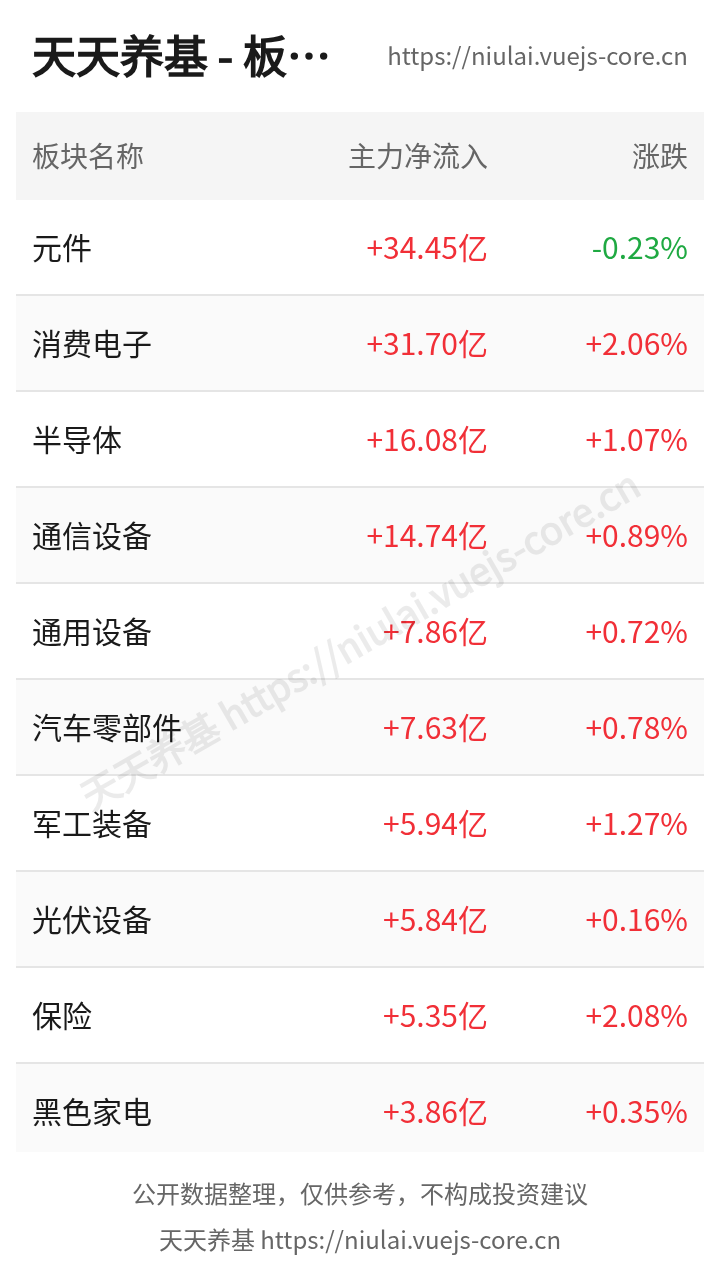 天天养基 - 板…
https://niulai.vuejs-core.cn
板块名称 主力净流入 涨跌
元件 +34.45亿 -0.23%
消费电子 +31.70亿 +2.06%
半导体 +16.08亿 +1.07%
通信设备 +14.74亿 +0.89%
通用设备 +7.86亿 +0.72%
汽车零部件 +7.63亿 +0.78%
军工装备 +5.94亿 +1.27%
光伏设备 +5.84亿 +0.16%
保险 +5.35亿 +2.08%
黑色家电 +3.86亿 +0.35%
天天养基 https://niulai.vuejs-core.cn
公开数据整理，仅供参考，不构成投资建议
天天养基 https://niulai.vuejs-core.cn